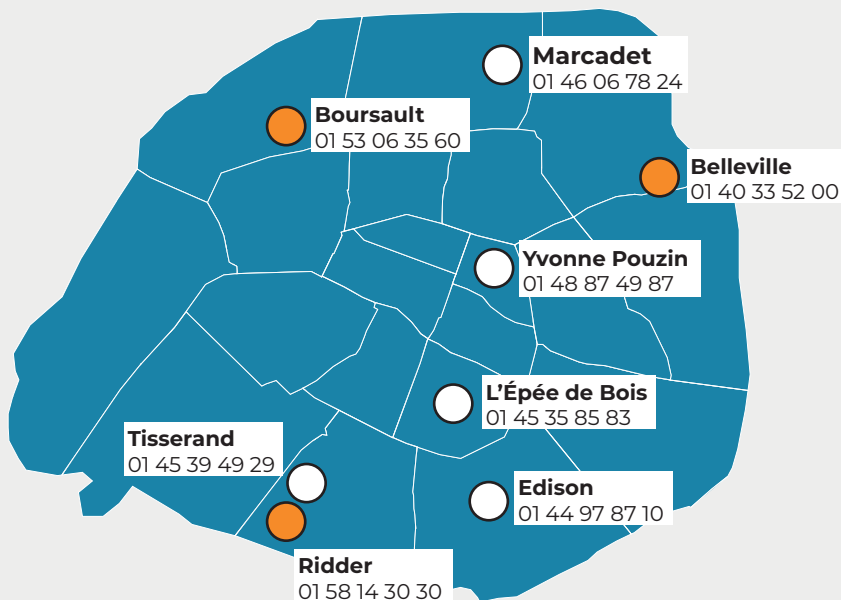 Marcadet
01 46 06 78 24
Boursault
01 53 06 35 60
Belleville
01 40 33 52 00
Yvonne Pouzin
01 48 87 49 87
L'Épée de Bois
01 45 35 85 83
Tisserand
01 45 39 49 29
Edison
01 44 97 87 10
Ridder
01 58 14 30 30